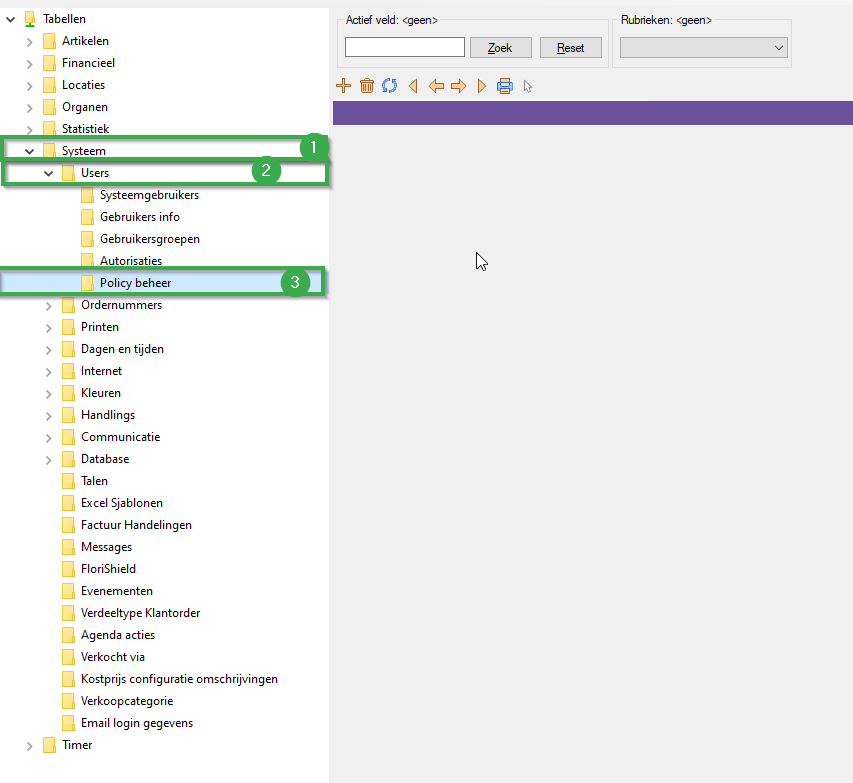 Tabellen
Artikelen
Financieel
Locaties
Organen
Statistiek
Systeem 1
Users 2
Systeemgebruikers
Gebruikers info
Gebruikersgroepen
Autorisaties
Policy beheer 3
Ordernummers
Printen
Dagen en tijden
Internet
Kleuren
Handlings
Communicatie
Database
Talen
Excel Sjablonen
Factuur Handelingen
Messages
FloriShield
Evenementen
Verdeeltype Klantorder
Agenda acties
Verkocht via
Kostprijs configuratie omschrijvingen
Verkoopcategorie
Email login gegevens
Timer
Actief veld: <geen>
Zoek Reset
Rubrieken: <geen>